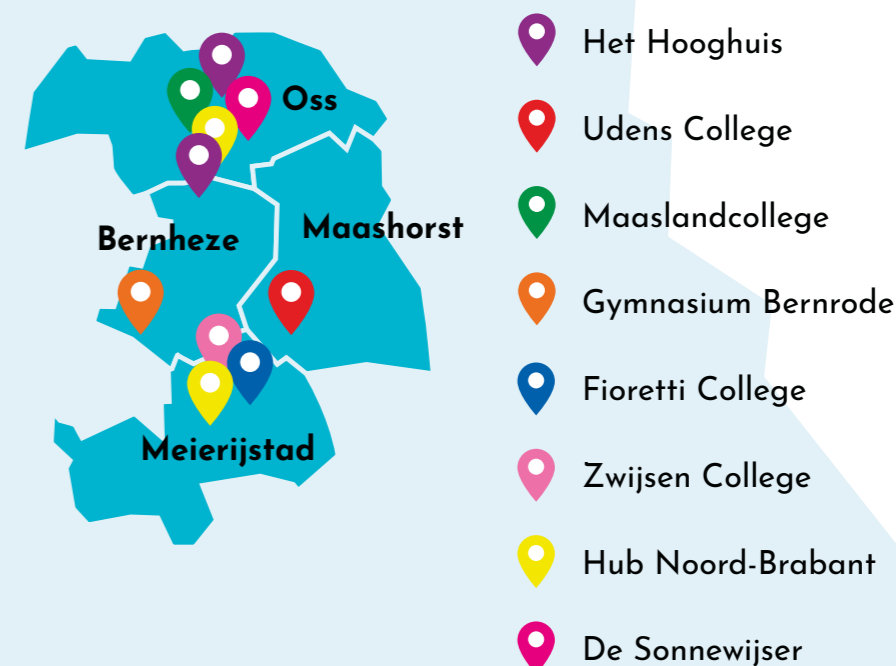 Oss
Bernheze
Maashorst
Meierijstad
Het Hooghuis
Udens College
Maaslandcollege
Gymnasium Bernrode
Fioretti College
Zwijsen College
Hub Noord-Brabant
De Sonnewijser